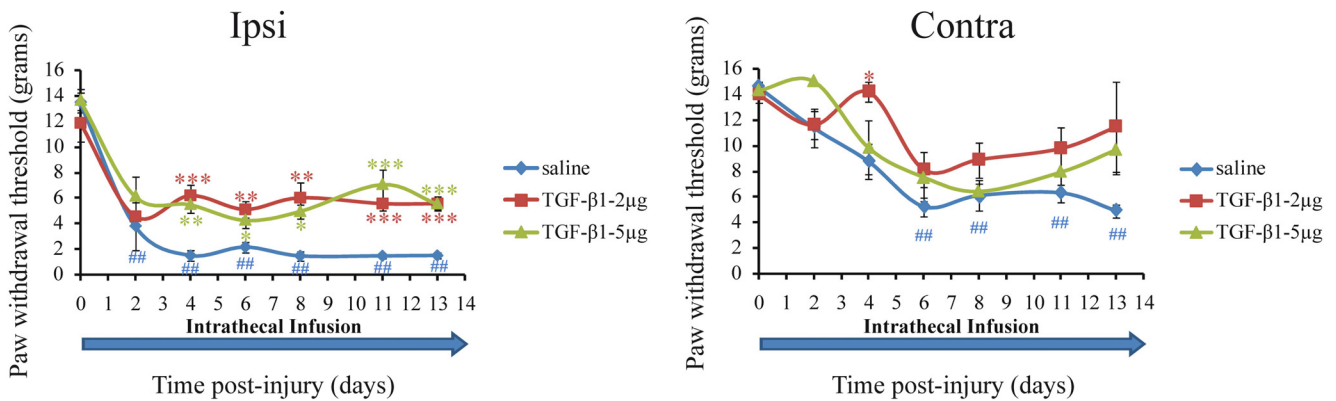 Ipsi
Paw withdrawal threshold (grams)
16
14
12
10
8
6
4
2
0
*** ** ** *** ***
** * * *** ***
## ## ## ## ## ##
0 1 2 3 4 5 6 7 8 9 10 11 12 13 14
Intrathecal Infusion
Time post-injury (days)
saline
TGF-β1-2µg
TGF-β1-5µg
Contra
Paw withdrawal threshold (grams)
16
14
12
10
8
6
4
2
0
*
## ## ## ##
0 1 2 3 4 5 6 7 8 9 10 11 12 13 14
Intrathecal Infusion
Time post-injury (days)
saline
TGF-β1-2µg
TGF-β1-5µg